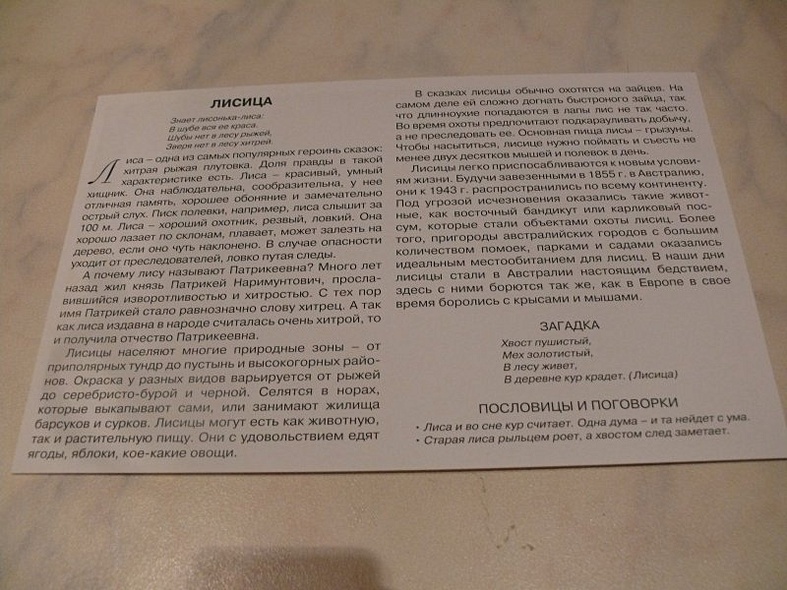 ЛИСИЦА
Знает лисонька-лиса:
В шубе вся ее краса.
Шубы нет в лесу рыжей,
Зверя нет в лесу хитрей.
Лиса – одна из самых популярных героинь сказок:
хитрая рыжая плутовка. Доля правды в такой
характеристике есть. Лиса – красивый, умный
хищник. Она наблюдательна, сообразительна, у нее
отличная память, хорошее обоняние и замечательно
острый слух. Писк полевки, например, лиса слышит за
100 м. Лиса – хороший охотник, резвый, ловкий. Она
хорошо лазает по склонам, плавает, может залезть на
дерево, если оно чуть наклонено. В случае опасности
уходит от преследователей, ловко путая следы.
А почему лису называют Патрикеевна? Много лет
назад жил князь Патрикей Наримунтович, просла-
вившийся изворотливостью и хитростью. С тех пор
имя Патрикей стало равнозначно слову хитрец. А так
как лиса издавна в народе считалась очень хитрой, то
и получила отчество Патрикеевна.
Лисицы населяют многие природные зоны – от
приполярных тундр до пустынь и высокогорных райо-
нов. Окраска у разных видов варьируется от рыжей
до серебристо-бурой и черной. Селятся в норах,
которые выкапывают сами, или занимают жилища
барсуков и сурков. Лисицы могут есть как животную,
так и растительную пищу. Они с удовольствием едят
ягоды, яблоки, кое-какие овощи.
В сказках лисицы обычно охотятся на зайцев. На
самом деле ей сложно догнать быстроного зайца, так
что длинноухие попадаются в лапы лис не так часто.
Во время охоты предпочитают подкарауливать добычу,
а не преследовать ее. Основная пища лисы – грызуны.
Чтобы насытиться, лисице нужно поймать и съесть не
менее двух десятков мышей и полевок в день.
Лисицы легко приспосабливаются к новым услови-
ям жизни. Будучи завезенными в 1855 г. в Австралию,
они к 1943 г. распространились по всему континенту.
Под угрозой исчезновения оказались такие живот-
ные, как восточный бандикут или карликовый пос-
сум, которые стали объектами охоты лисиц. Более
того, пригороды австралийских городов с большим
количеством помоек, парками и садами оказались
идеальным местообитанием для лисиц. В наши дни
лисицы стали в Австралии настоящим бедствием,
здесь с ними борются так же, как в Европе в свое
время боролись с крысами и мышами.
ЗАГАДКА
Хвост пушистый,
Мех золотистый,
В лесу живет,
В деревне кур крадет. (Лисица)
ПОСЛОВИЦЫ И ПОГОВОРКИ
• Лиса и во сне кур считает. Одна дума – и та нейдет с ума.
• Старая лиса рыльцем роет, а хвостом след заметает.